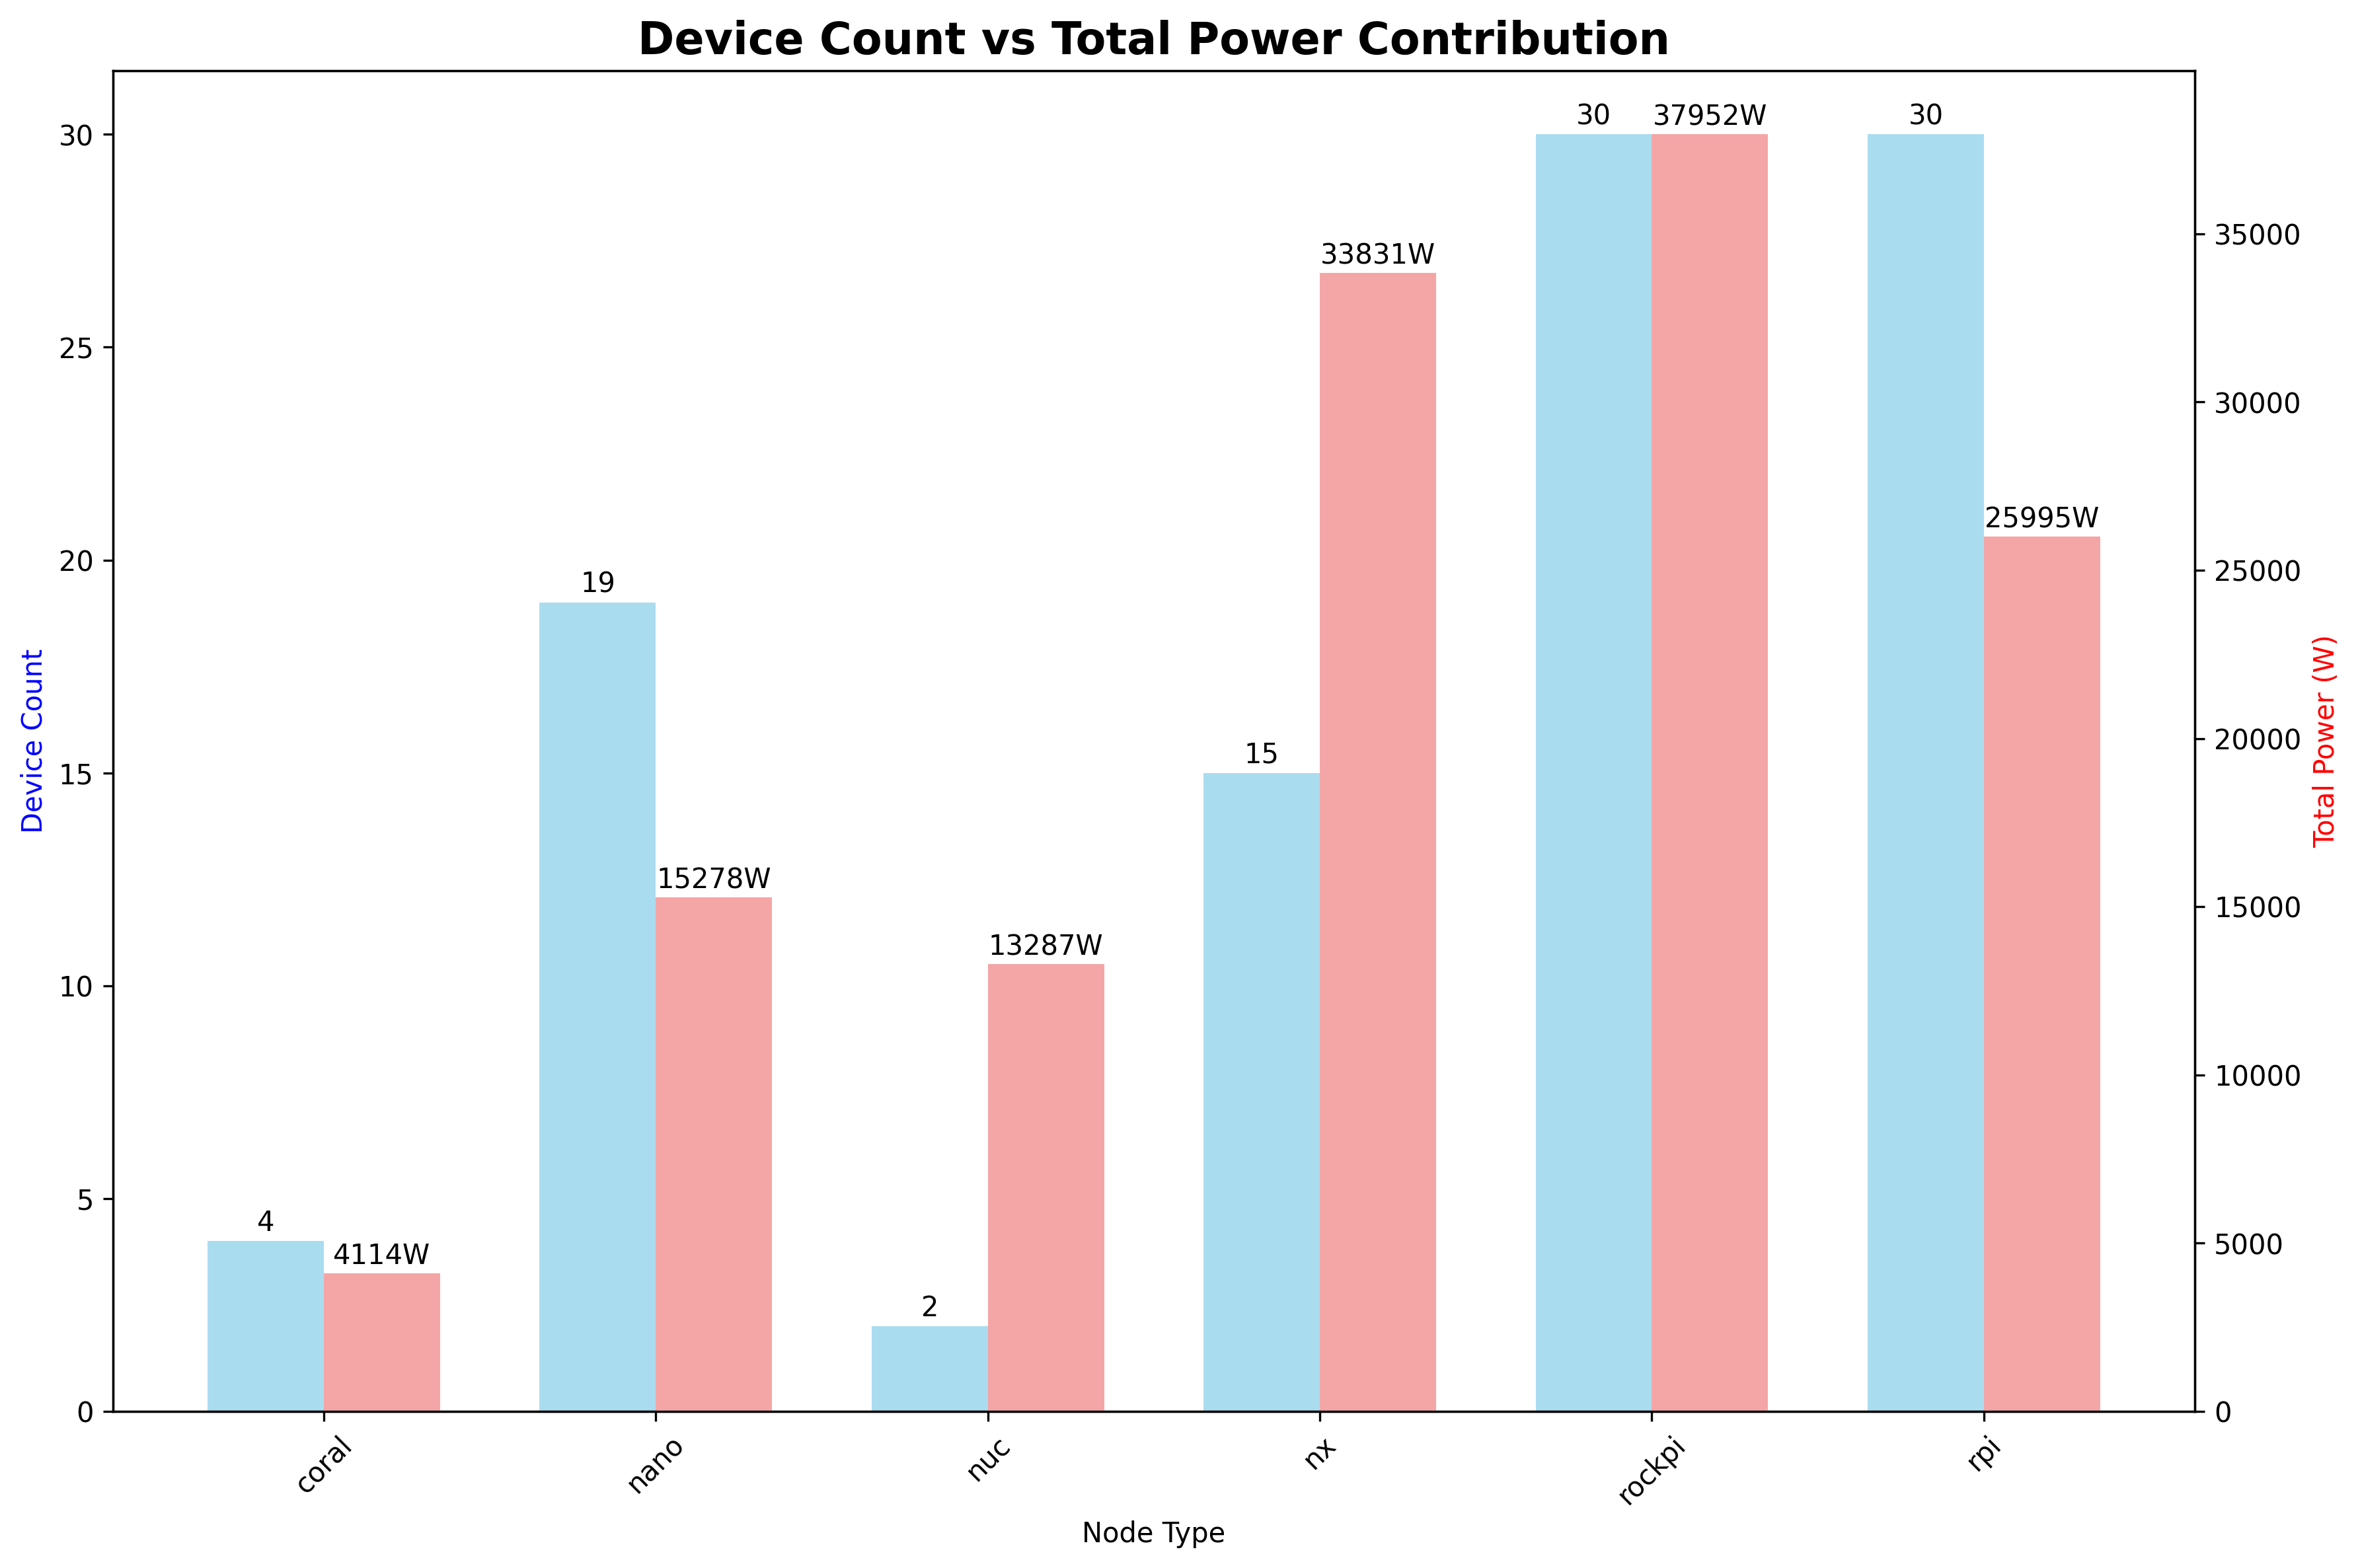 Device Count vs Total Power Contribution
30
25
20
15
10
5
0
Device Count
4
4114W
19
15278W
2
13287W
15
33831W
30
37952W
30
25995W
35000
30000
25000
20000
15000
10000
5000
0
Total Power (W)
coral
nano
nuc
nx
rockpi
rpi
Node Type